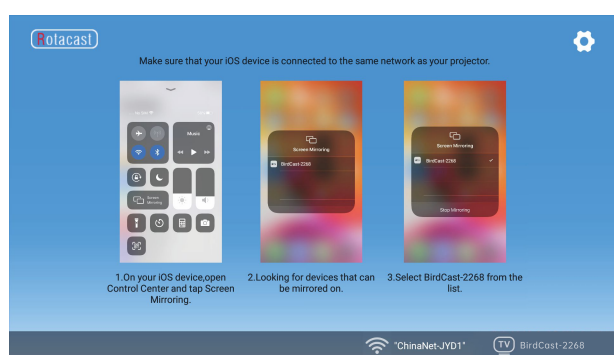 Rotacast
Make sure that your iOS device is connected to the same network as your projector.
Music
Screen
Mirroring
Screen Mirroring
BirdCast-2268
Screen Mirroring
BirdCast-2268
Stop Mirroring
1.On your iOS device,open
Control Center and tap Screen
Mirroring.
2.Looking for devices that can
be mirrored on.
3.Select BirdCast-2268 from the
list.
"ChinaNet-JYD1"
TV
BirdCast-2268